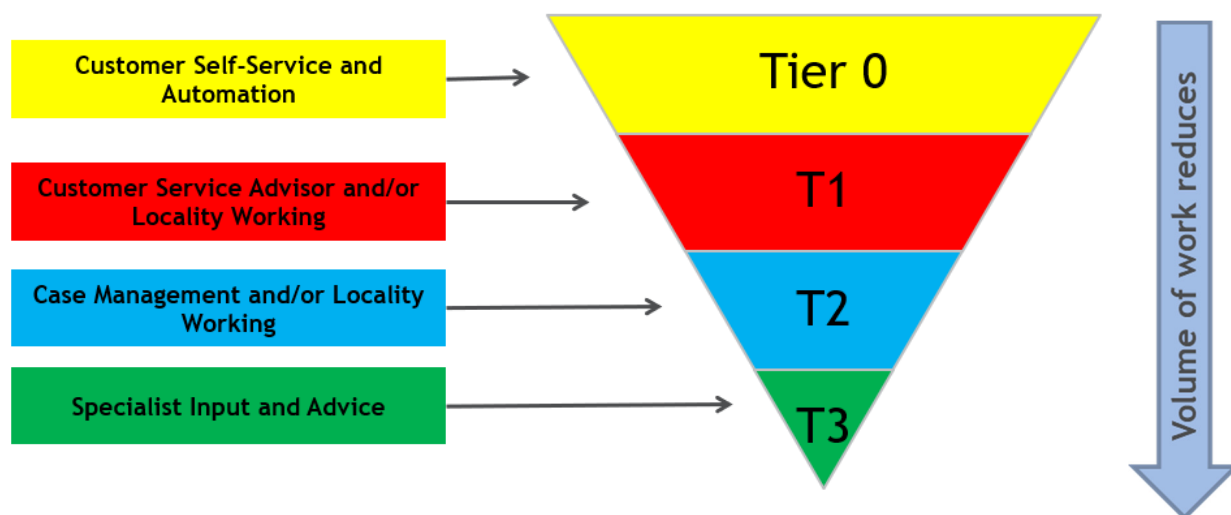 Customer Self-Service and
Automation
Tier 0
Customer Service Advisor and/or
Locality Working
T1
Case Management and/or Locality
Working
T2
Specialist Input and Advice
T3
Volume of work reduces